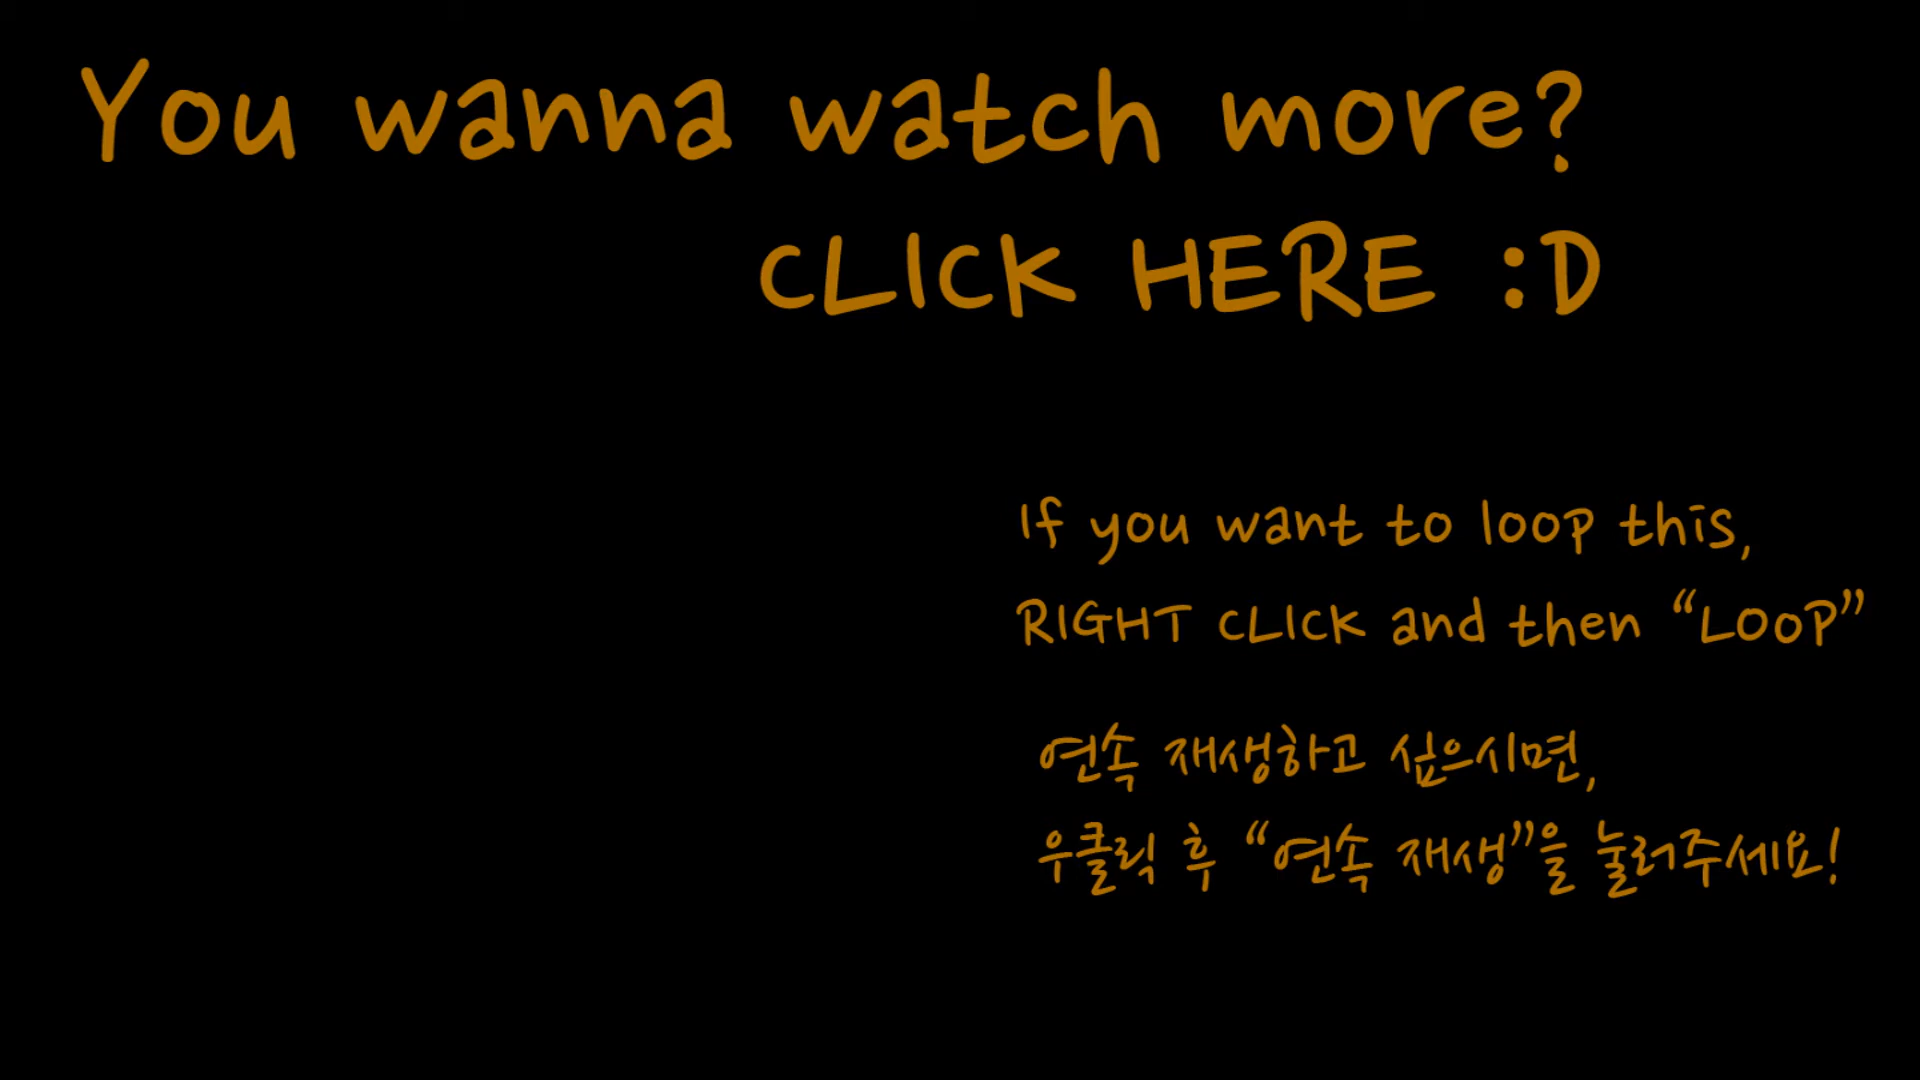 You wanna watch more?
CLICK HERE :D
If you want to loop this,
RIGHT CLICK and then “LOOP”
연속 재생하고 싶으시면,
우클릭 후 “연속 재생”을 눌러주세요!